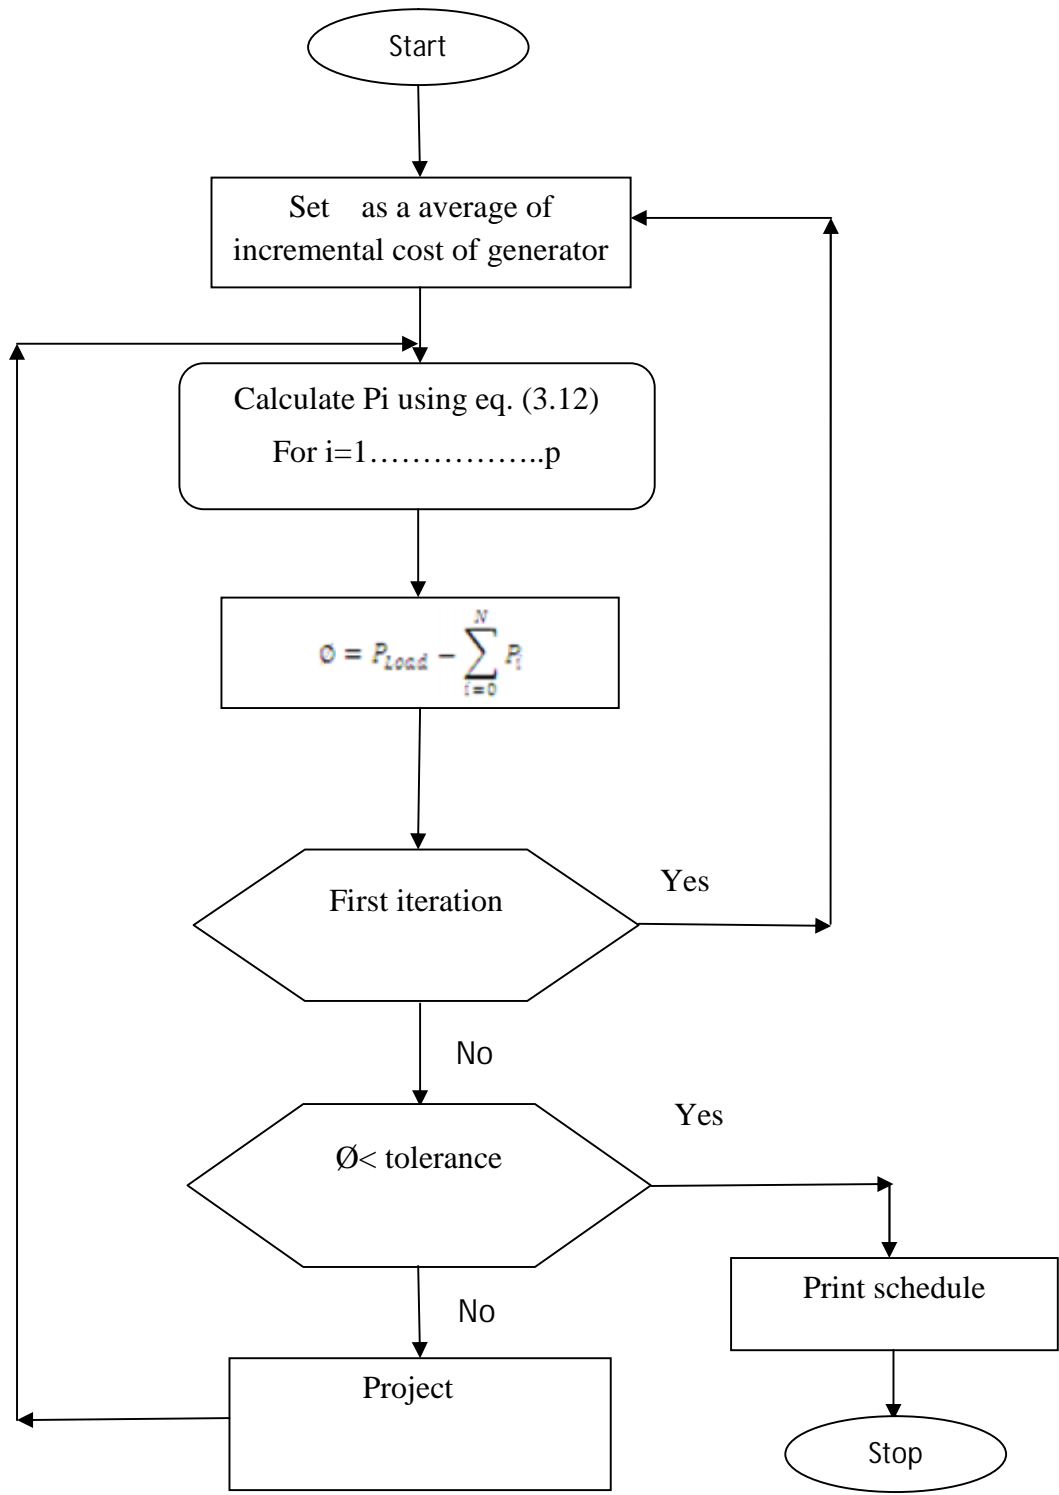 Start
Set as a average of
incremental cost of generator
Calculate Pi using eq. (3.12)
For i=1……………..p
∅ = P_Load − ∑_{i=0}^{N} P_i
First iteration
Yes
No
Ø< tolerance
Yes
No
Print schedule
Project
Stop